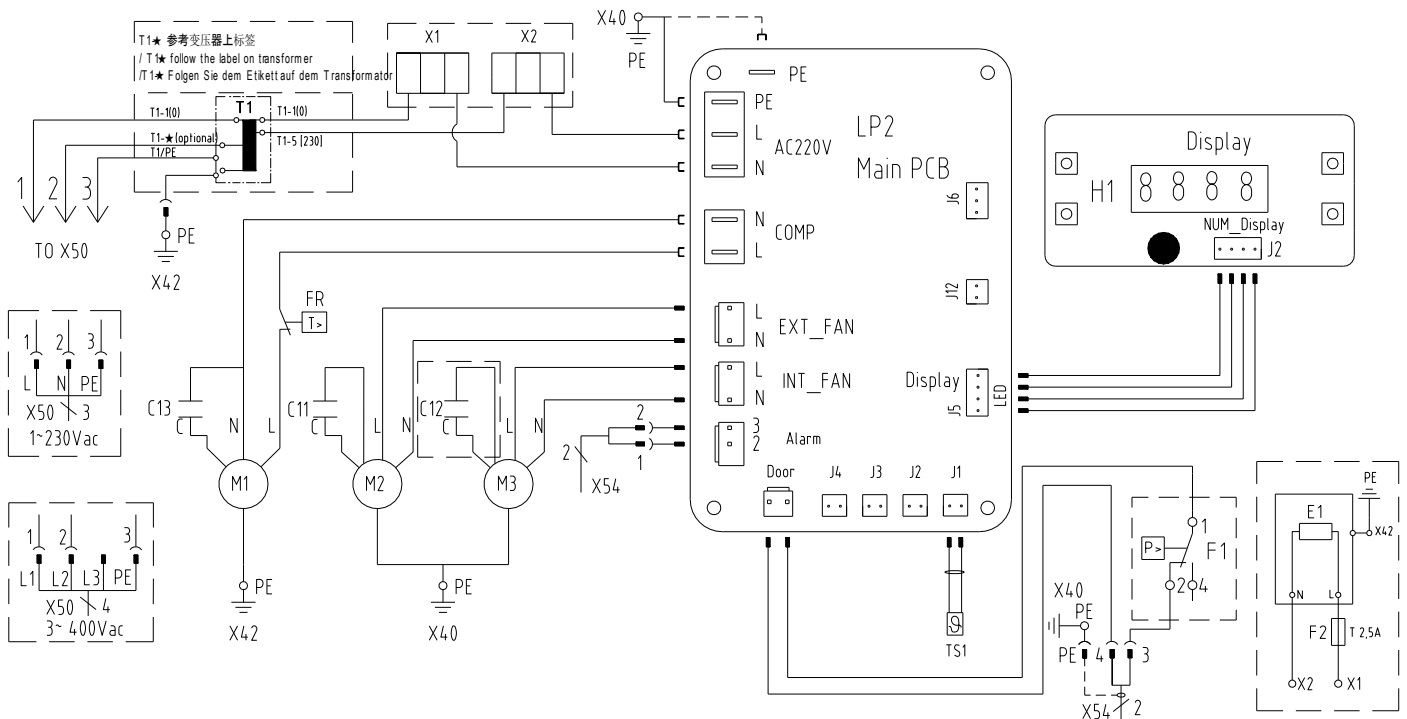 T1★ 参考变压器上标签
/ T1★ follow the label on transformer
/T1★ Folgen Sie dem Etikett auf dem Transformator
T1
T1-1(0)
T1-1(0)
T1-★(optional)
T1-5 [230]
T1/PE
1
2
3
TO X50
PE
X42
X1
X2
X40
PE
PE
PE
L
AC220V
N
LP2
Main PCB
N
COMP
L
J6
J12
L
EXT_FAN
N
L
INT_FAN
N
Display
J5
LED
3
2
Alarm
Door
J4
J3
J2
J1
Display
H1
8 8 8 8
NUM_Display
J2
FR
T>
1
2
3
L
N
PE
X50
3
1~230Vac
1
2
3
L1
L2
L3
PE
X50
4
3~ 400Vac
C13
C
N
L
M1
PE
X42
C11
C
L
N
M2
C12
C
L
N
M3
PE
X40
2
1
2
X54
TS1
1
P>
F1
2
4
X40
PE
PE
4
3
X54
2
PE
E1
X42
N
L
F2
T 2,5A
X2
X1